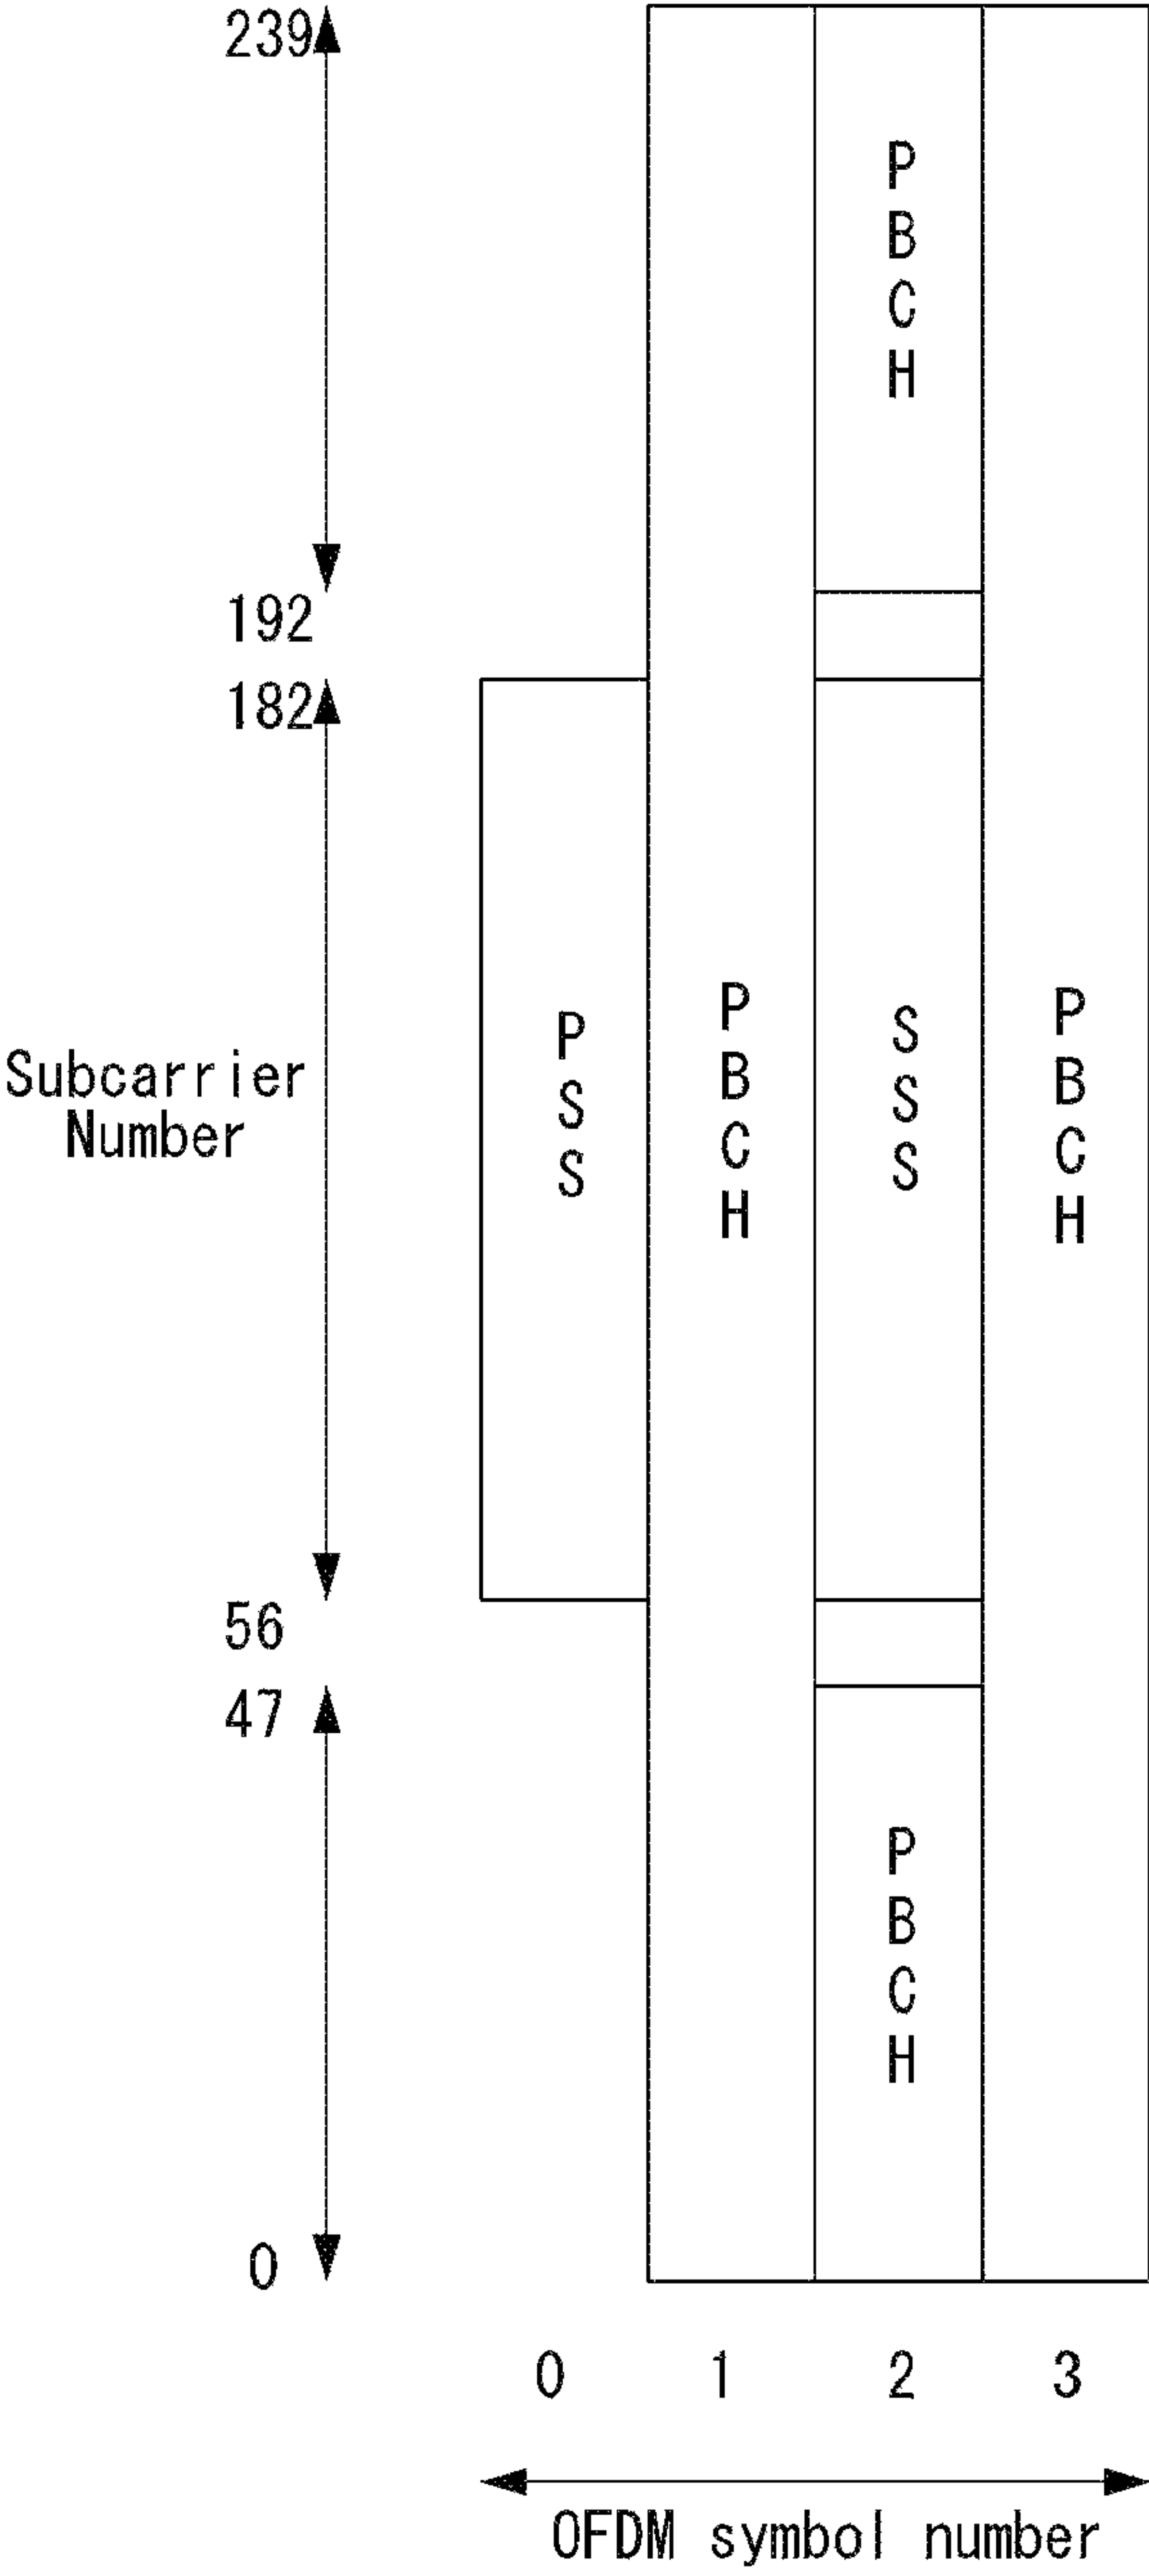 239
192
182
Subcarrier
Number
56
47
0
PBCH
PSS
PBCH
SSS
PBCH
PBCH
0 1 2 3
OFDM symbol number